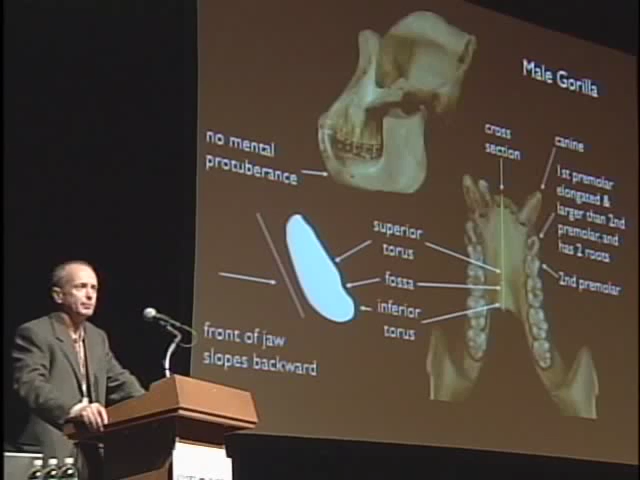 Male Gorilla
no mental
protuberance
cross
section
canine
1st premolar
elongated &
larger than 2nd
premolar, and
has 2 roots
2nd premolar
superior
torus
fossa
inferior
torus
front of jaw
slopes backward